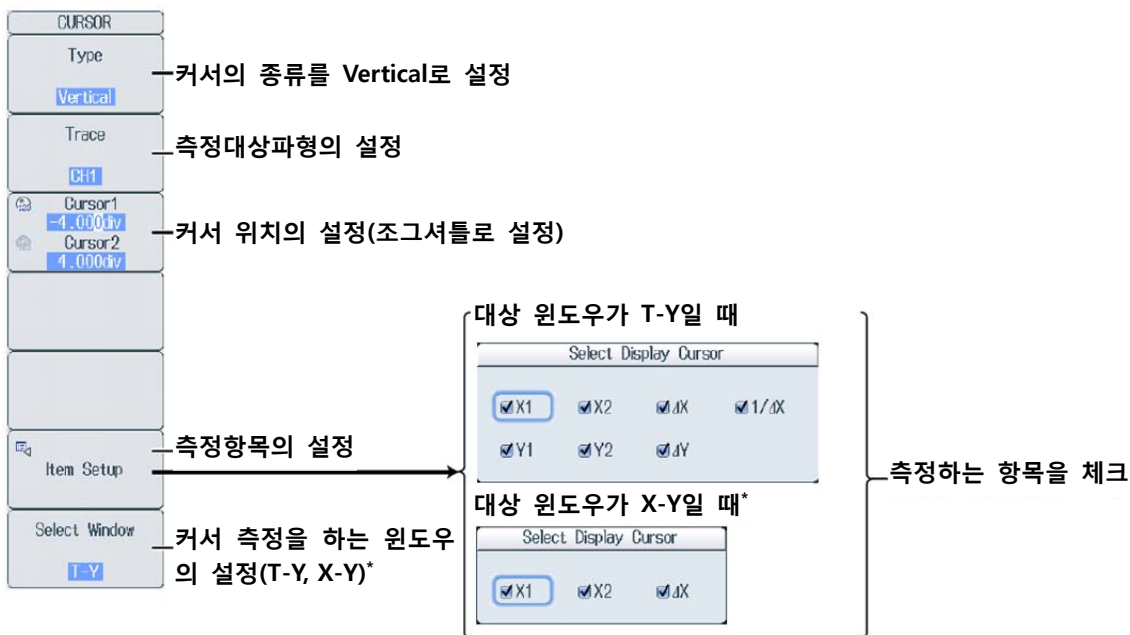 CURSOR
Type
Vertical
커서의 종류를 Vertical로 설정
Trace
CH1
측정대상파형의 설정
Cursor1
-4.000div
Cursor2
4.000div
커서 위치의 설정(조그셔틀로 설정)
Item Setup
측정항목의 설정
Select Window
T-Y
커서 측정을 하는 윈도우
의 설정(T-Y, X-Y)*
대상 윈도우가 T-Y일 때
Select Display Cursor
X1 X2 ΔX 1/ΔX
Y1 Y2 ΔY
대상 윈도우가 X-Y일 때*
Select Display Cursor
X1 X2 ΔX
측정하는 항목을 체크